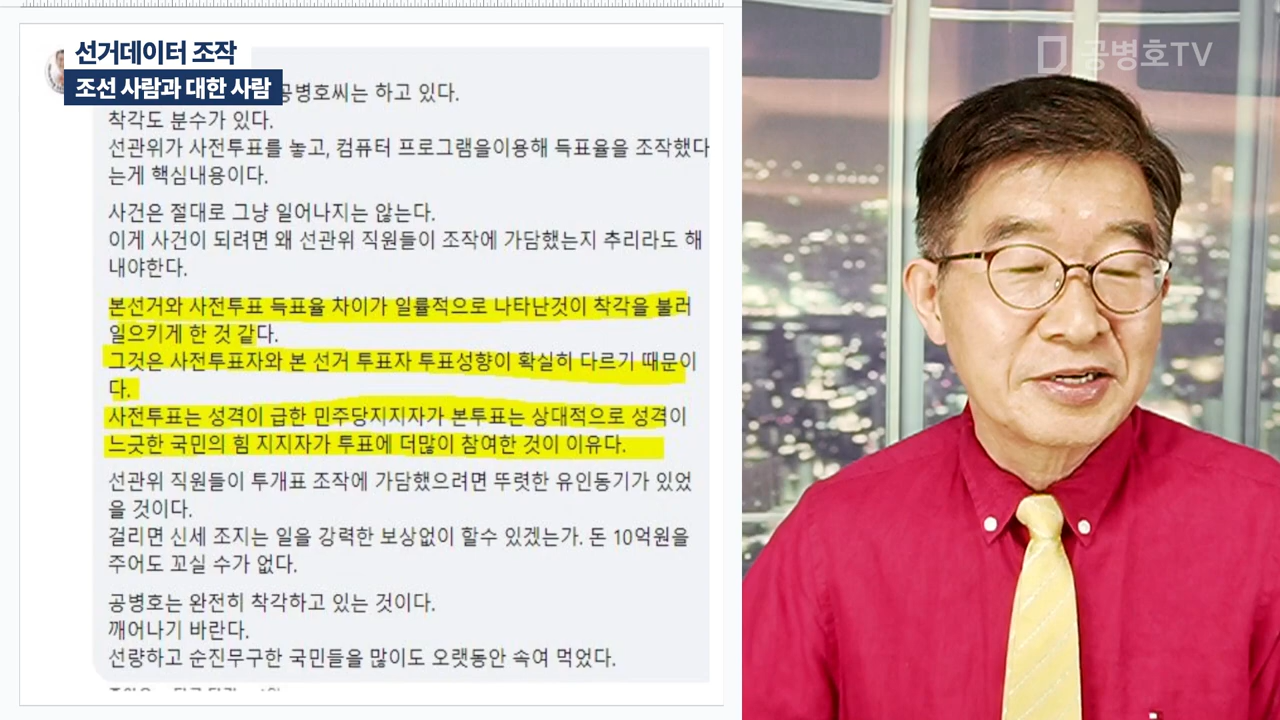 선거데이터 조작
조선 사람과 대한 사람
공병호TV
공병호씨는 하고 있다.
착각도 분수가 있다.
선관위가 사전투표를 놓고, 컴퓨터 프로그램을이용해 득표율을 조작했다
는게 핵심내용이다.
사건은 절대로 그냥 일어나지는 않는다.
이게 사건이 되려면 왜 선관위 직원들이 조작에 가담했는지 추리라도 해
내야한다.
본선거와 사전투표 득표율 차이가 일률적으로 나타난것이 착각을 불러
일으키게 한 것 같다.
그것은 사전투표자와 본 선거 투표자 투표성향이 확실히 다르기 때문이
다.
사전투표는 성격이 급한 민주당지지자가 본투표는 상대적으로 성격이
느긋한 국민의 힘 지지자가 투표에 더많이 참여한 것이 이유다.
선관위 직원들이 투개표 조작에 가담했으려면 뚜렷한 유인동기가 있었
을 것이다.
걸리면 신세 조지는 일을 강력한 보상없이 할수 있겠는가. 돈 10억원을
주어도 꼬실 수가 없다.
공병호는 완전히 착각하고 있는 것이다.
깨어나기 바란다.
선량하고 순진무구한 국민들을 많이도 오랫동안 속여 먹었다.